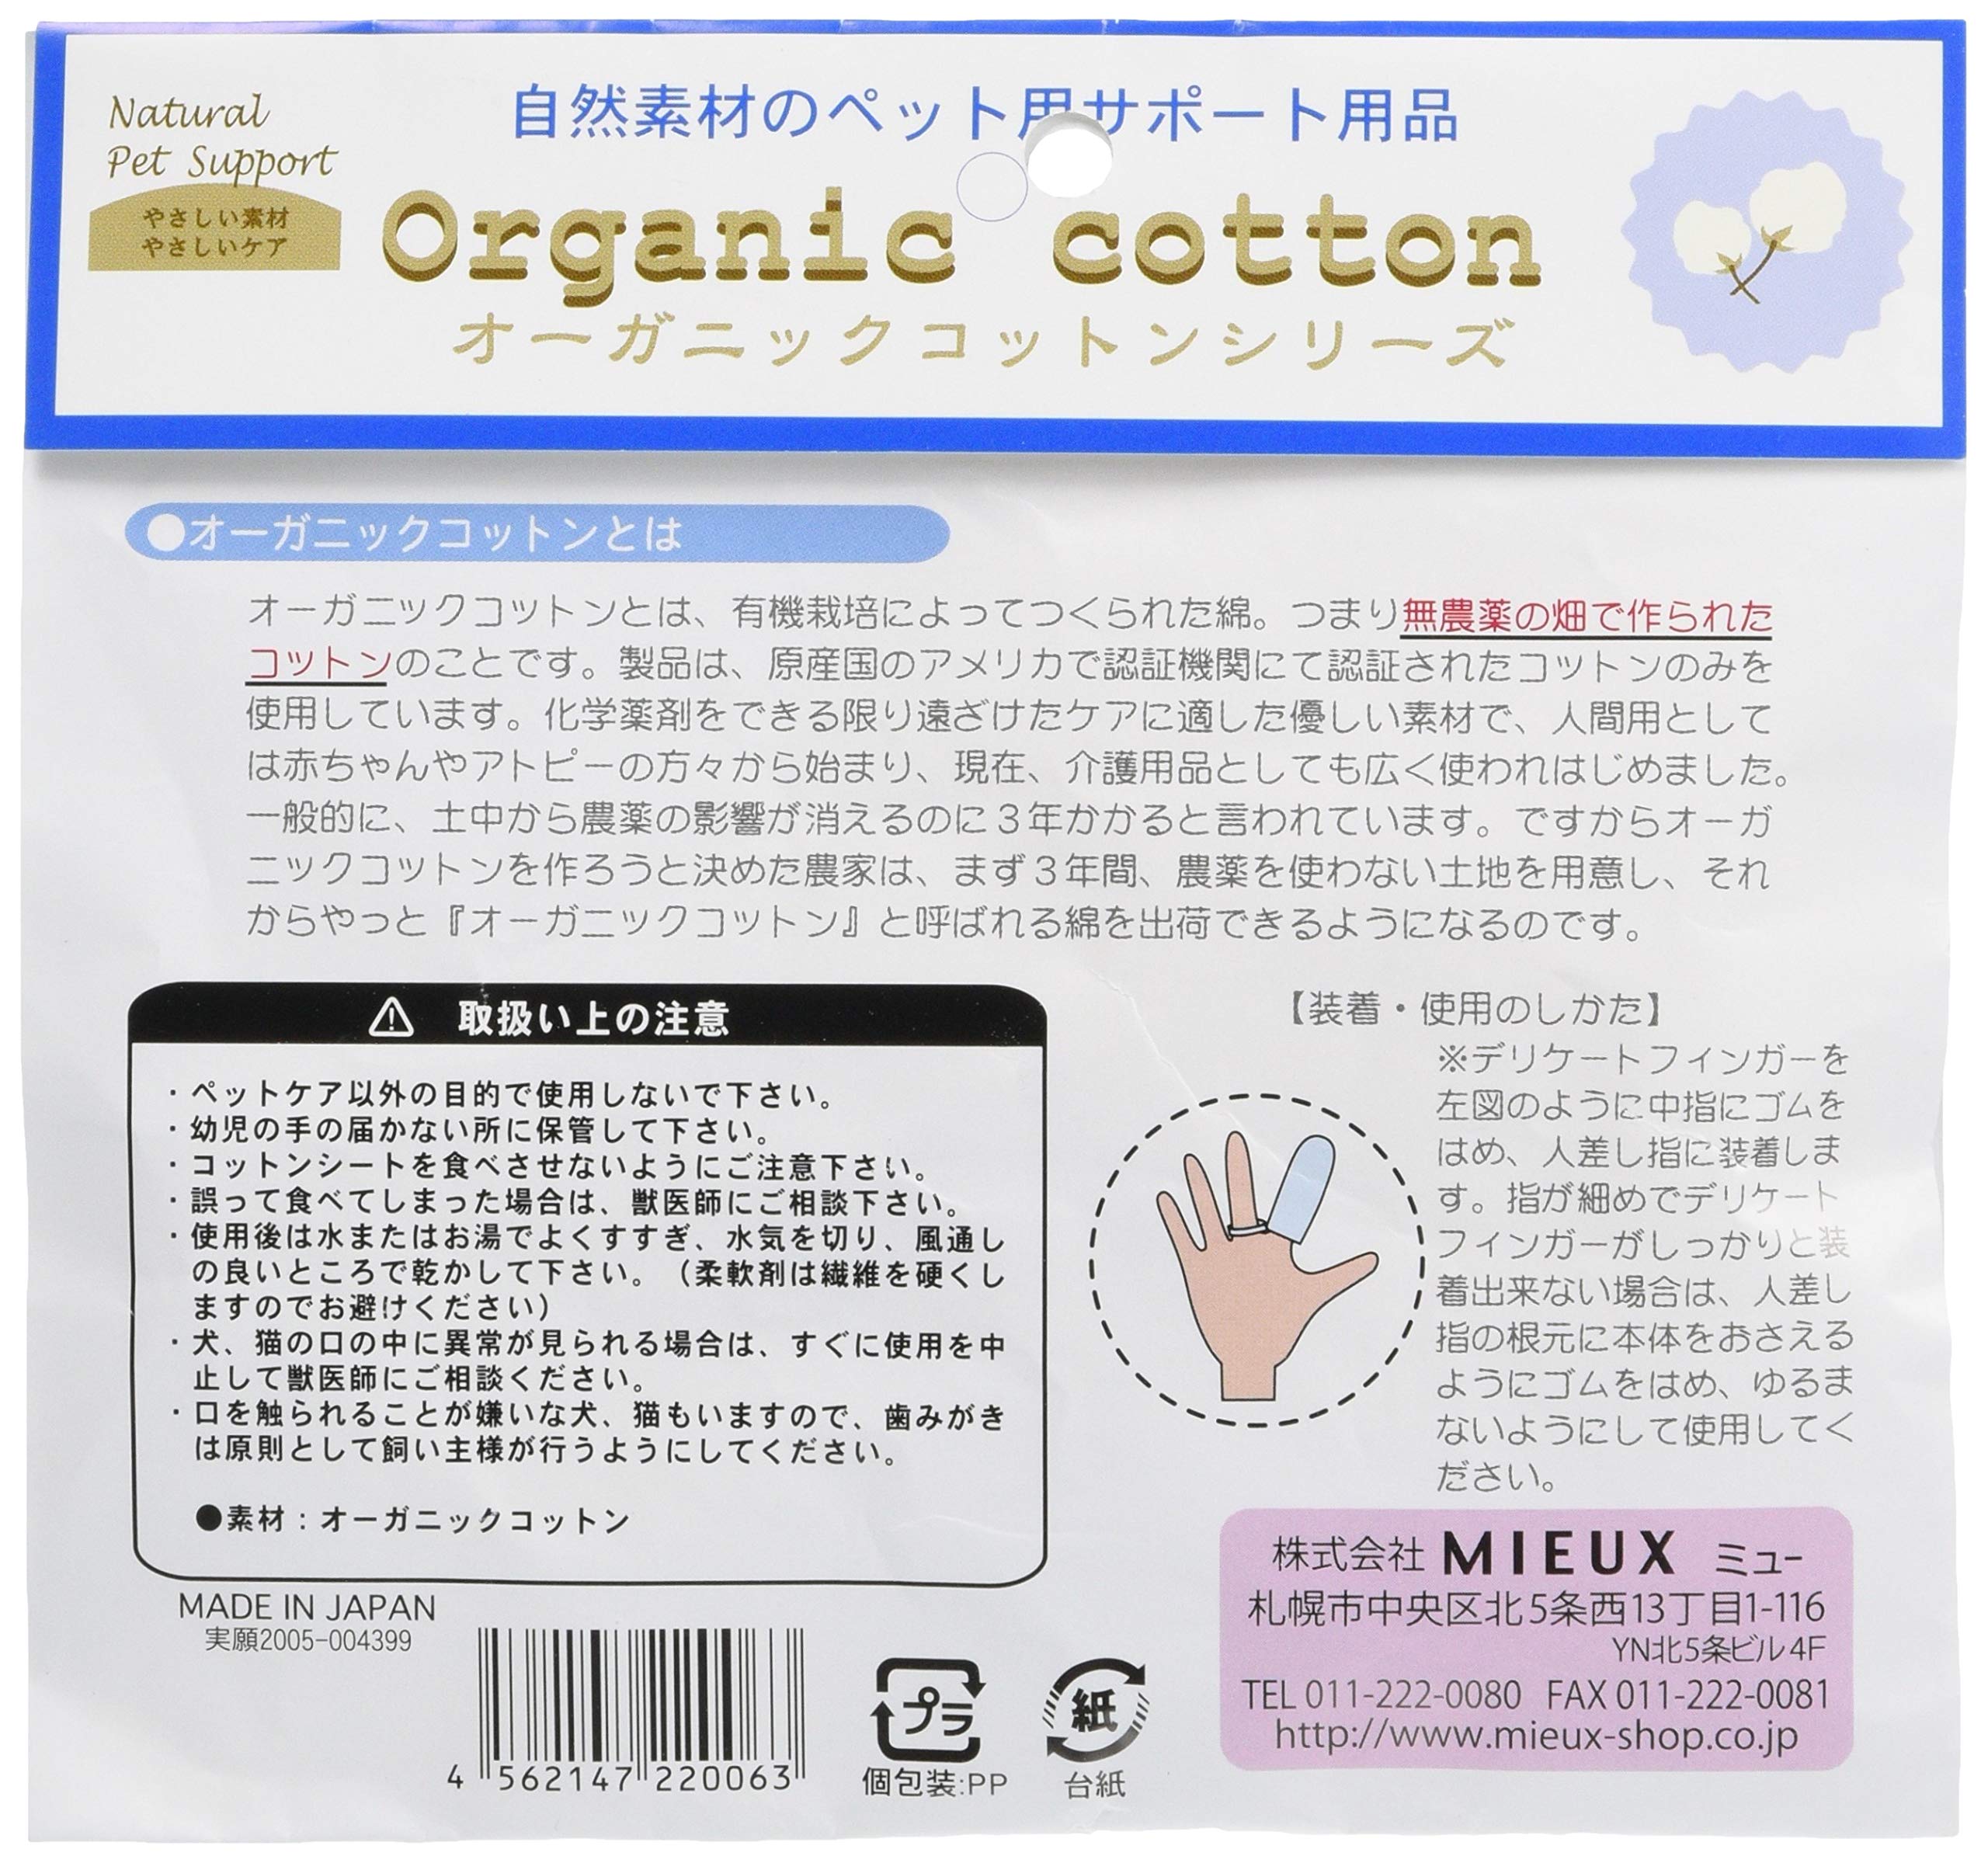 Natural
Pet Support
やさしい素材
やさしいケア
自然素材のペット用サポート用品
Organic cotton
オーガニックコットンシリーズ
●オーガニックコットンとは
オーガニックコットンとは、有機栽培によってつくられた綿。つまり無農薬の畑で作られた
コットンのことです。製品は、原産国のアメリカで認証機関にて認証されたコットンのみを
使用しています。化学薬剤をできる限り遠ざけたケアに適した優しい素材で、人間用として
は赤ちゃんやアトピーの方々から始まり、現在、介護用品としても広く使われはじめました。
一般的に、土中から農薬の影響が消えるのに３年かかると言われています。ですからオーガ
ニックコットンを作ろうと決めた農家は、まず３年間、農薬を使わない土地を用意し、それ
からやっと『オーガニックコットン』と呼ばれる綿を出荷できるようになるのです。
⚠ 取扱い上の注意
・ペットケア以外の目的で使用しないで下さい。
・幼児の手の届かない所に保管して下さい。
・コットンシートを食べさせないようにご注意下さい。
・誤って食べてしまった場合は、獣医師にご相談下さい。
・使用後は水またはお湯でよくすすぎ、水気を切り、風通し
の良いところで乾かして下さい。（柔軟剤は繊維を硬くし
ますのでお避けください）
・犬、猫の口の中に異常が見られる場合は、すぐに使用を中
止して獣医師にご相談ください。
・口を触られることが嫌いな犬、猫もいますので、歯みがき
は原則として飼い主様が行うようにしてください。
●素材：オーガニックコットン
【装着・使用のしかた】
※デリケートフィンガーを
左図のように中指にゴムを
はめ、人差し指に装着しま
す。指が細めでデリケート
フィンガーがしっかりと装
着出来ない場合は、人差し
指の根元に本体をおさえる
ようにゴムをはめ、ゆるま
ないようにして使用してく
ださい。
MADE IN JAPAN
実願2005-004399
4 562147 220063
プラ
個包装:PP
紙
台紙
株式会社 MIEUX ミュー
札幌市中央区北5条西13丁目1-116
YN北5条ビル4F
TEL 011-222-0080 FAX 011-222-0081
http://www.mieux-shop.co.jp